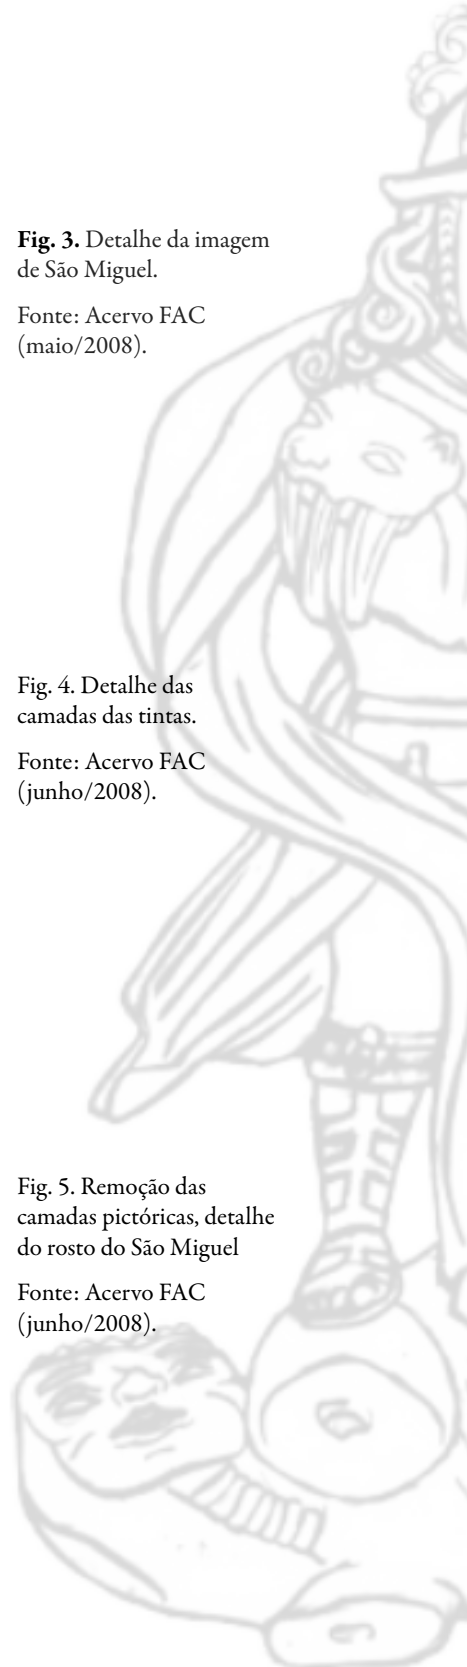 Fig. 3. Detalhe da imagem
de São Miguel.
Fonte: Acervo FAC
(maio/2008).
Fig. 4. Detalhe das
camadas das tintas.
Fonte: Acervo FAC
(junho/2008).
Fig. 5. Remoção das
camadas pictóricas, detalhe
do rosto do São Miguel
Fonte: Acervo FAC
(junho/2008).